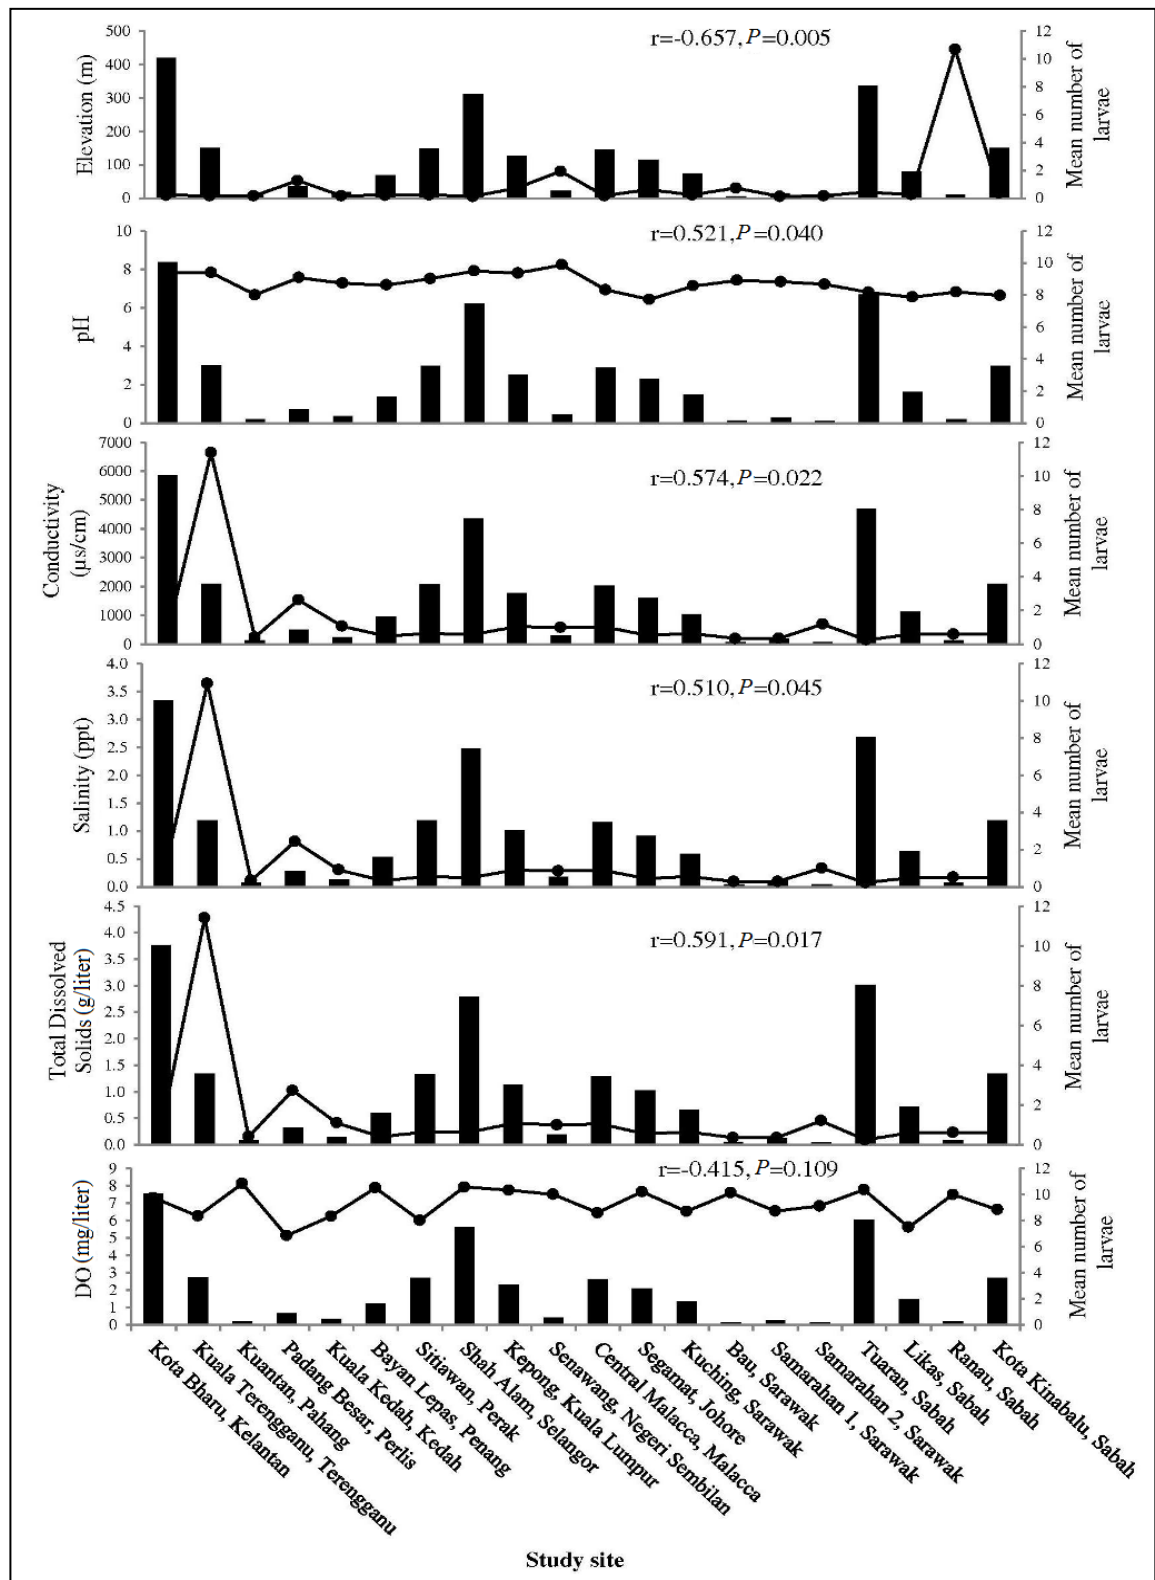 r=-0.657, P=0.005
Elevation (m)
500
400
300
200
100
0
12
10
8
6
4
2
0
Mean number of
larvae
r=0.521, P=0.040
pH
10
8
6
4
2
0
12
10
8
6
4
2
0
Mean number of
larvae
r=0.574, P=0.022
Conductivity
(µs/cm)
7000
6000
5000
4000
3000
2000
1000
0
12
10
8
6
4
2
0
Mean number of
larvae
r=0.510, P=0.045
Salinity (ppt)
4.0
3.5
3.0
2.5
2.0
1.5
1.0
0.5
0.0
12
10
8
6
4
2
0
Mean number of
larvae
r=0.591, P=0.017
Total Dissolved
Solids (g/liter)
4.5
4.0
3.5
3.0
2.5
2.0
1.5
1.0
0.5
0.0
12
10
8
6
4
2
0
Mean number of
larvae
r=-0.415, P=0.109
DO (mg/liter)
9
8
7
6
5
4
3
2
1
0
12
10
8
6
4
2
0
Mean number of
larvae
Kota Bharu, Kelantan
Kuala Terengganu, Terengganu
Kuantan, Pahang
Padang Besar, Perlis
Kuala Kedah, Kedah
Bayan Lepas, Penang
Sitiawan, Perak
Shah Alam, Selangor
Kepong, Kuala Lumpur
Senawang, Negeri Sembilan
Central Malacca, Malacca
Segamat, Johore
Kuching, Sarawak
Bau, Sarawak
Samarahan 1, Sarawak
Samarahan 2, Sarawak
Tuaran, Sabah
Likas, Sabah
Ranau, Sabah
Kota Kinabalu, Sabah
Study site